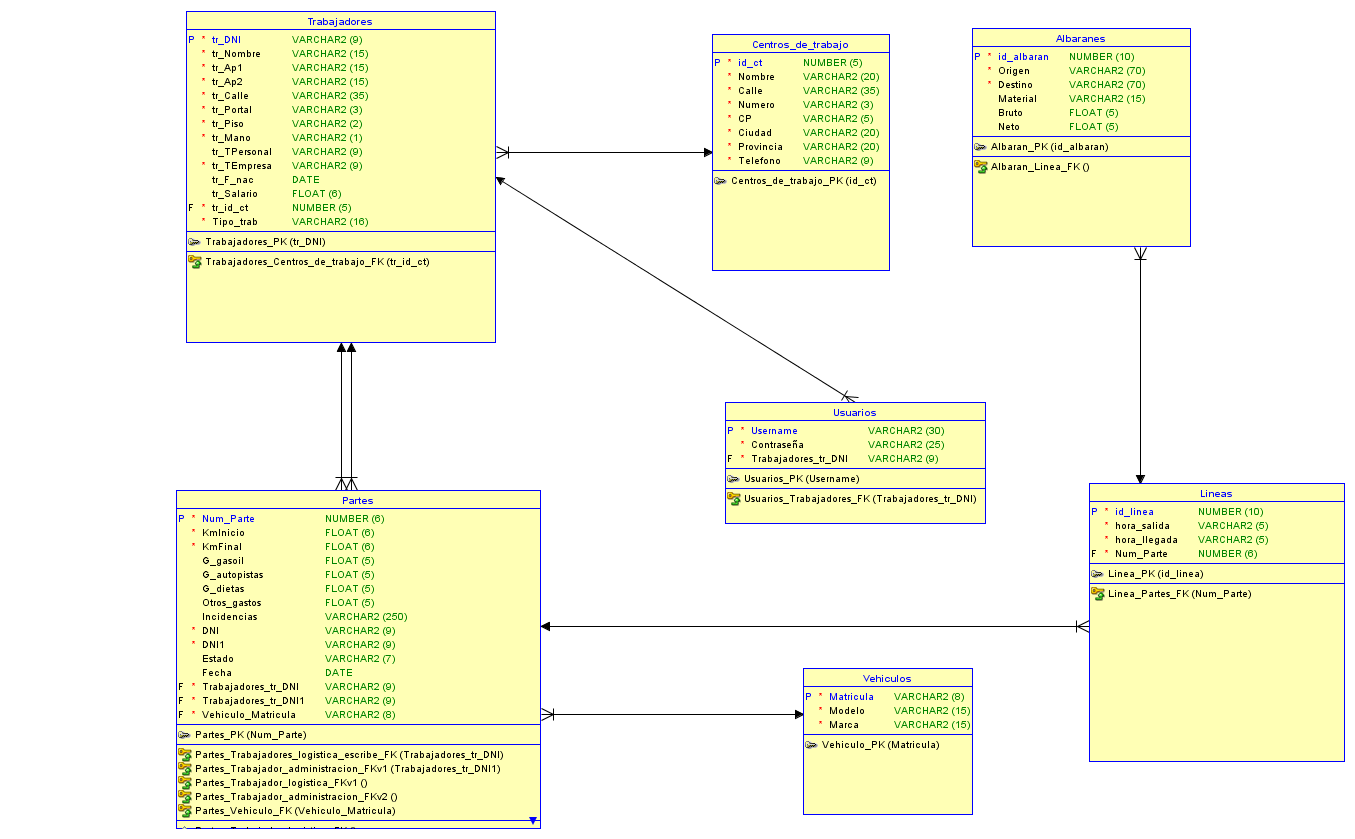 Trabajadores
P * tr_DNI VARCHAR2 (9)
* tr_Nombre VARCHAR2 (15)
* tr_Ap1 VARCHAR2 (15)
* tr_Ap2 VARCHAR2 (15)
* tr_Calle VARCHAR2 (35)
* tr_Portal VARCHAR2 (3)
* tr_Piso VARCHAR2 (2)
* tr_Mano VARCHAR2 (1)
tr_TPersonal VARCHAR2 (9)
* tr_TEmpresa VARCHAR2 (9)
tr_F_nac DATE
tr_Salario FLOAT (6)
F * tr_id_ct NUMBER (5)
* Tipo_trab VARCHAR2 (16)
Trabajadores_PK (tr_DNI)
Trabajadores_Centros_de_trabajo_FK (tr_id_ct)
Centros_de_trabajo
P * id_ct NUMBER (5)
* Nombre VARCHAR2 (20)
* Calle VARCHAR2 (35)
* Numero VARCHAR2 (3)
* CP VARCHAR2 (5)
* Ciudad VARCHAR2 (20)
* Provincia VARCHAR2 (20)
* Telefono VARCHAR2 (9)
Centros_de_trabajo_PK (id_ct)
Albaranes
P * id_albaran NUMBER (10)
* Origen VARCHAR2 (70)
* Destino VARCHAR2 (70)
Material VARCHAR2 (15)
Bruto FLOAT (5)
Neto FLOAT (5)
Albaran_PK (id_albaran)
Albaran_Linea_FK ()
Usuarios
P * Username VARCHAR2 (30)
* Contraseña VARCHAR2 (25)
F * Trabajadores_tr_DNI VARCHAR2 (9)
Usuarios_PK (Username)
Usuarios_Trabajadores_FK (Trabajadores_tr_DNI)
Partes
P * Num_Parte NUMBER (6)
* KmInicio FLOAT (6)
* KmFinal FLOAT (6)
G_gasoil FLOAT (5)
G_autopistas FLOAT (5)
G_dietas FLOAT (5)
Otros_gastos FLOAT (5)
Incidencias VARCHAR2 (250)
* DNI VARCHAR2 (9)
* DNI1 VARCHAR2 (9)
Estado VARCHAR2 (7)
Fecha DATE
F * Trabajadores_tr_DNI VARCHAR2 (9)
F * Trabajadores_tr_DNI1 VARCHAR2 (9)
F * Vehiculo_Matricula VARCHAR2 (8)
Partes_PK (Num_Parte)
Partes_Trabajadores_logistica_escribe_FK (Trabajadores_tr_DNI)
Partes_Trabajador_administracion_FKv1 (Trabajadores_tr_DNI1)
Partes_Trabajador_logistica_FKv1 ()
Partes_Trabajador_administracion_FKv2 ()
Partes_Vehiculo_FK (Vehiculo_Matricula)
Lineas
P * id_linea NUMBER (10)
* hora_salida VARCHAR2 (5)
* hora_llegada VARCHAR2 (5)
F * Num_Parte NUMBER (6)
Linea_PK (id_linea)
Linea_Partes_FK (Num_Parte)
Vehiculos
P * Matricula VARCHAR2 (8)
* Modelo VARCHAR2 (15)
* Marca VARCHAR2 (15)
Vehiculo_PK (Matricula)